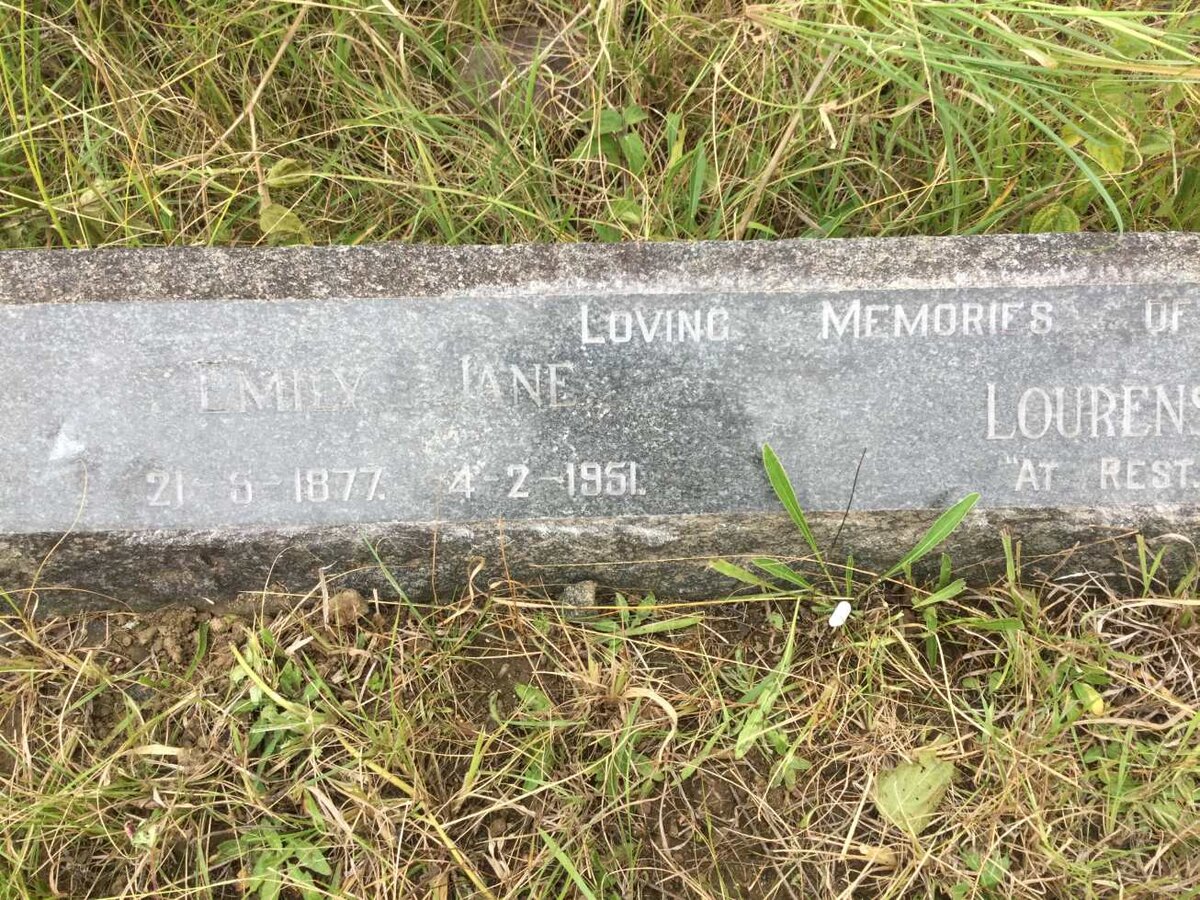 LOVING MEMORIES OF
EMILY JANE LOURENS
21-5-1877. 4-2-1951. "AT REST.